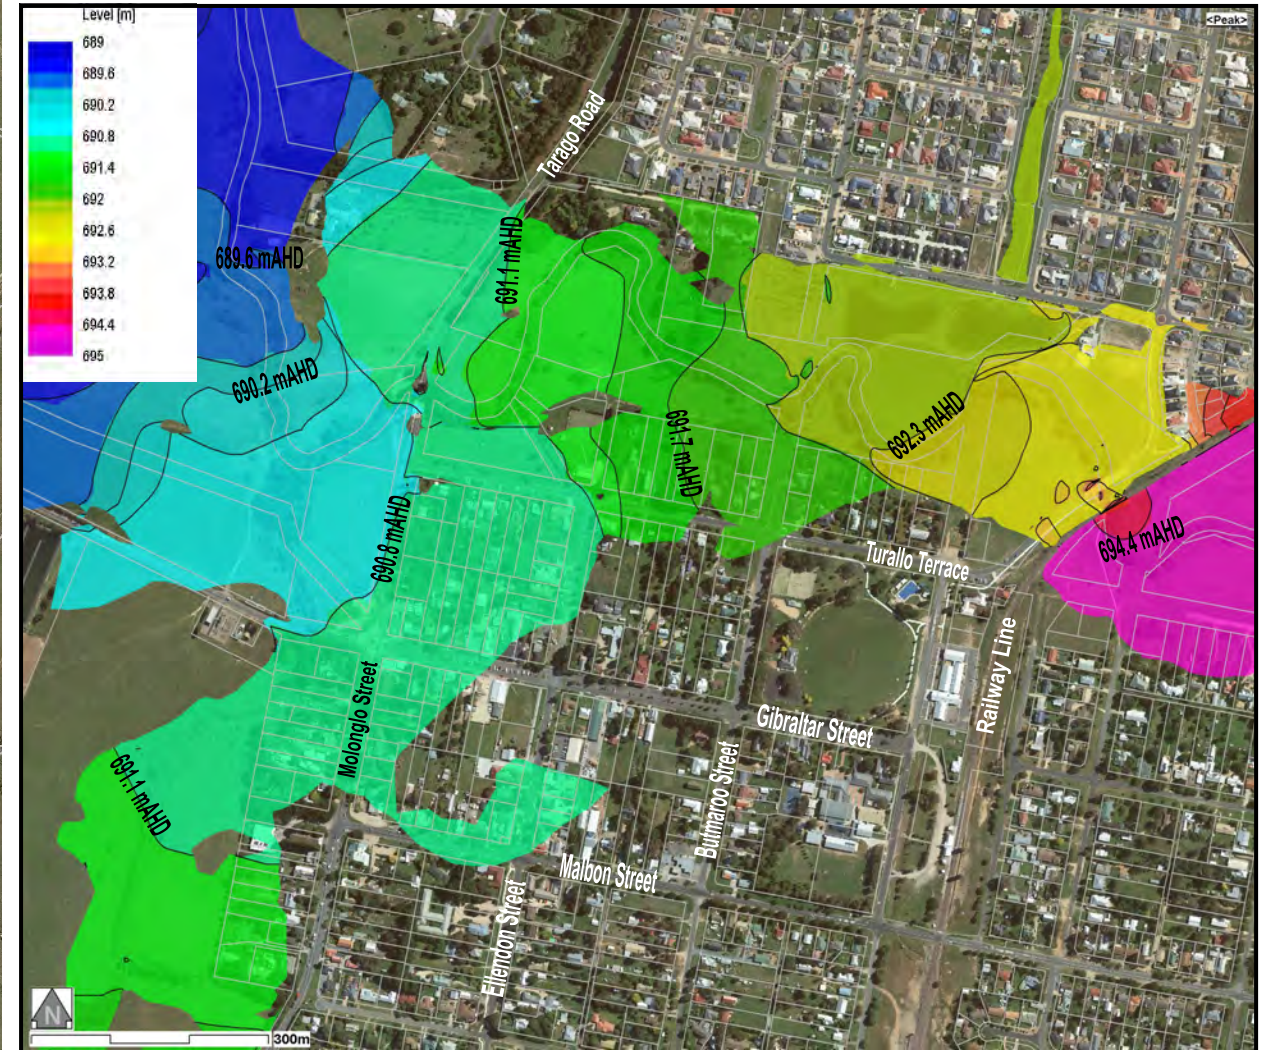 Level [m]
<Peak>
689
689.6
690.2
690.8
691.4
692
692.6
693.2
693.8
694.4
695
Tarago Road
689.6 mAHD
691.1 mAHD
690.2 mAHD
691.7 mAHD
692.3 mAHD
690.8 mAHD
694.4 mAHD
Turallo Terrace
Railway Line
Molonglo Street
Gibraltar Street
691.1 mAHD
Butmaroo Street
Malbon Street
Ellendon Street
N
300m